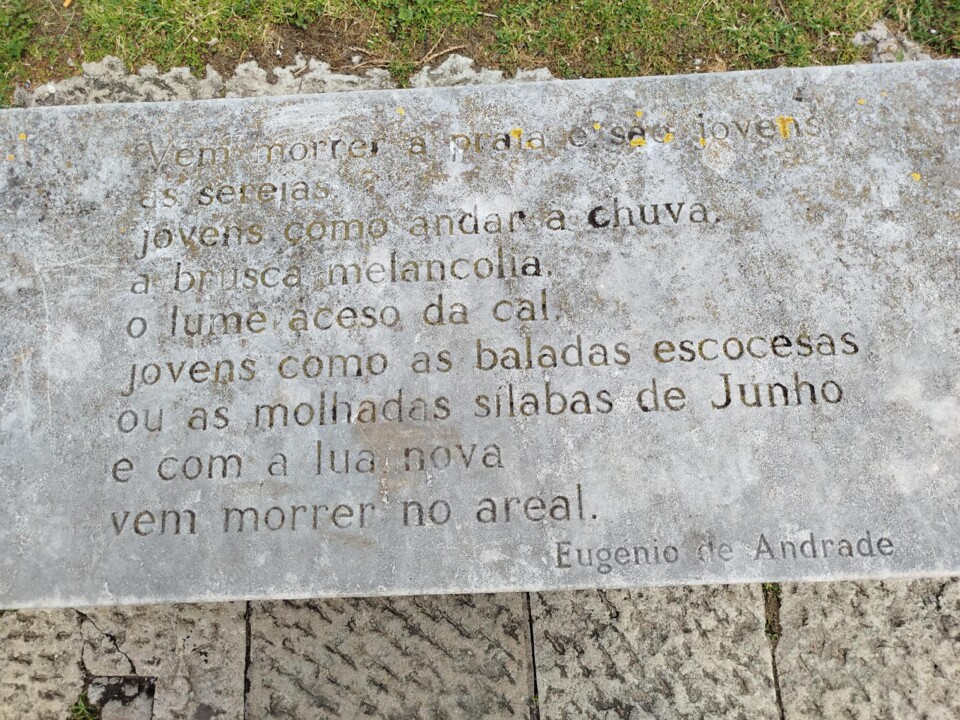 Vem morrer à praia e são jovens
as sereias.
jovens como andar à chuva.
a brusca melancolia.
o lume aceso da cal.
jovens como as baladas escocesas
ou as molhadas sílabas de Junho
e com a lua nova
vem morrer no areal.
Eugénio de Andrade